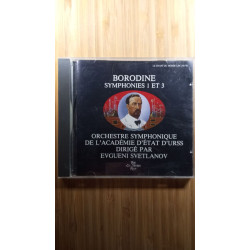 BORODINE
SYMPHONIES 1 ET 3
ORCHESTRE SYMPHONIQUE
DE L'ACADÉMIE D'ÉTAT D'URSS
DIRIGÉ PAR
EVGUENI SVETLANOV